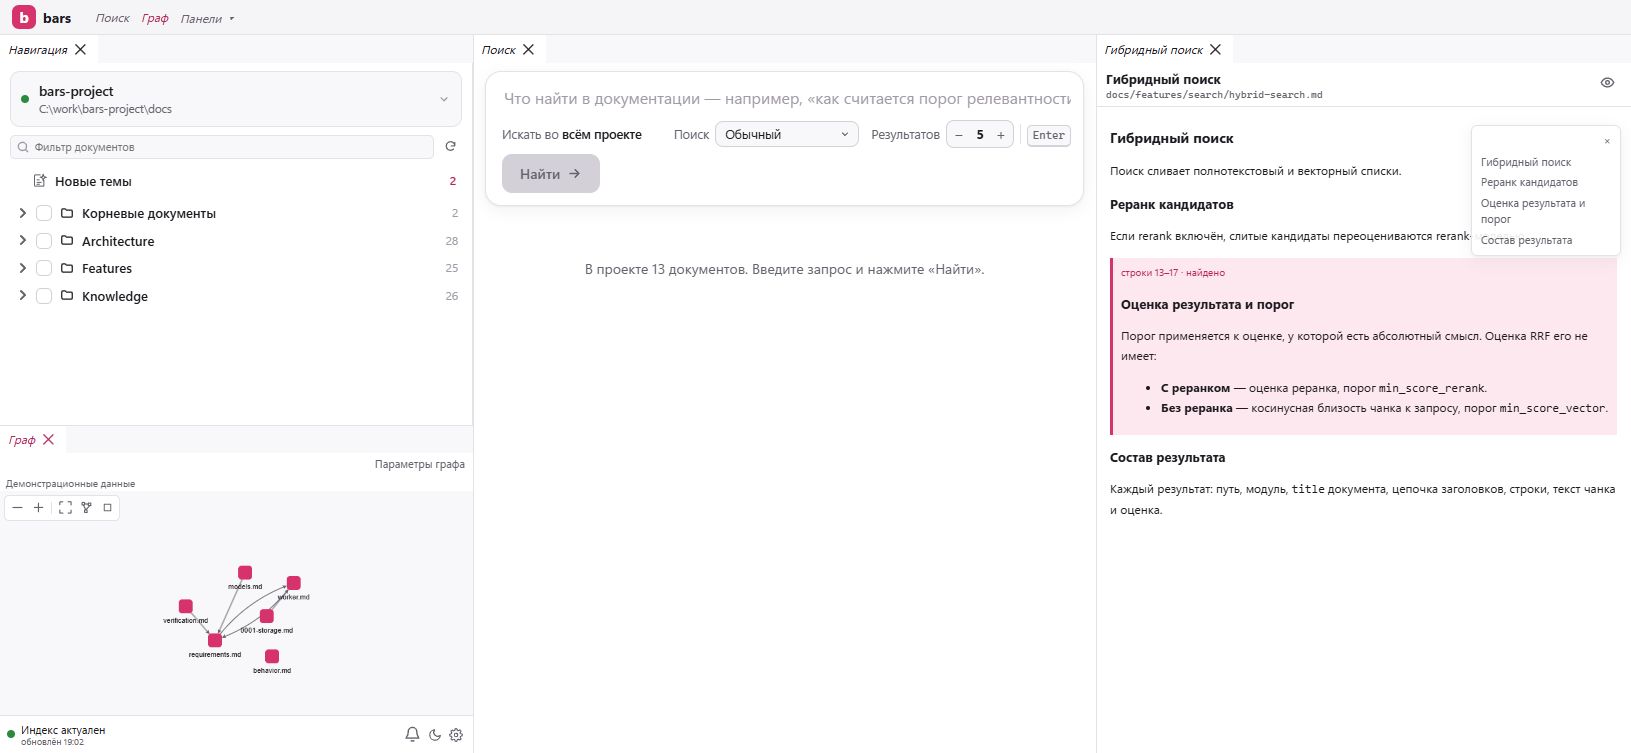 b bars Поиск Граф Панели
Навигация
bars-project
C:\work\bars-project\docs
Фильтр документов
Новые темы 2
Корневые документы 2
Architecture 28
Features 25
Knowledge 26
Граф
Параметры графа
Демонстрационные данные
models.md
worker.md
verification.md
0001-storage.md
requirements.md
behavior.md
Индекс актуален
обновлён 19:02
Поиск
Что найти в документации — например, «как считается порог релевантности
Искать во всём проекте Поиск Обычный Результатов − 5 + Enter
Найти →
В проекте 13 документов. Введите запрос и нажмите «Найти».
Гибридный поиск
Гибридный поиск
docs/features/search/hybrid-search.md
Гибридный поиск
Поиск сливает полнотекстовый и векторный списки.
Реранк кандидатов
Если rerank включён, слитые кандидаты переоцениваются rerank-
Гибридный поиск
Реранк кандидатов
Оценка результата и
порог
Состав результата
строки 13–17 · найдено
Оценка результата и порог
Порог применяется к оценке, у которой есть абсолютный смысл. Оценка RRF его не
имеет:
• С реранком — оценка реранка, порог min_score_rerank.
• Без реранка — косинусная близость чанка к запросу, порог min_score_vector.
Состав результата
Каждый результат: путь, модуль, title документа, цепочка заголовков, строки, текст чанка
и оценка.